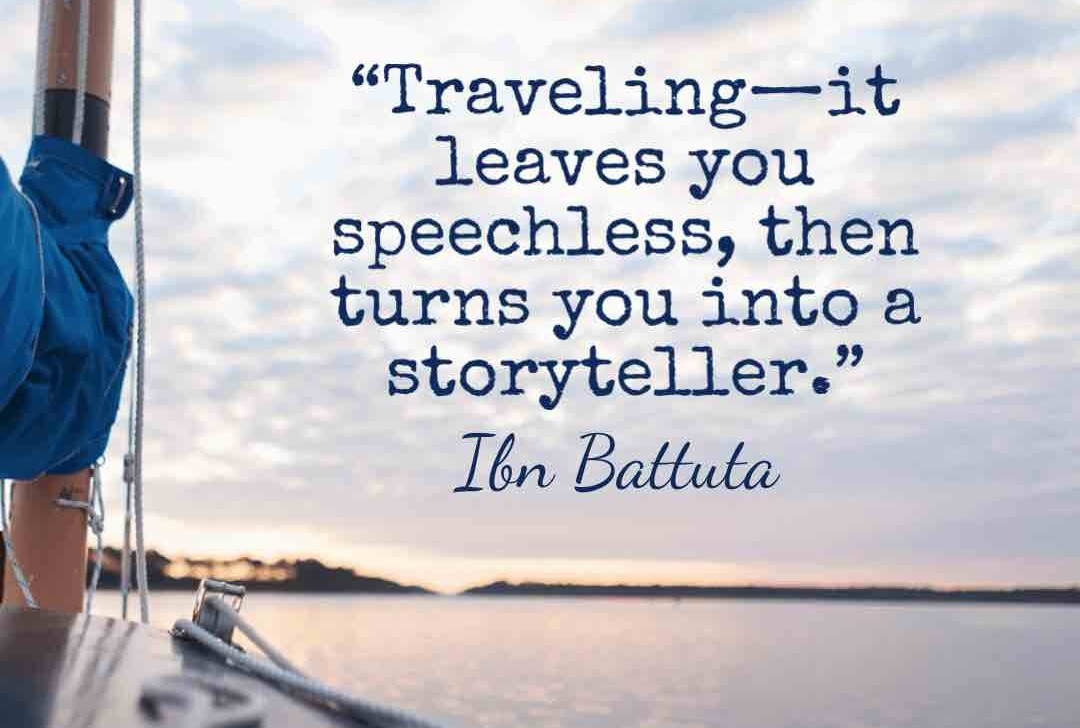 “Traveling—it
leaves you
speechless, then
turns you into a
storyteller.”
Ibn Battuta